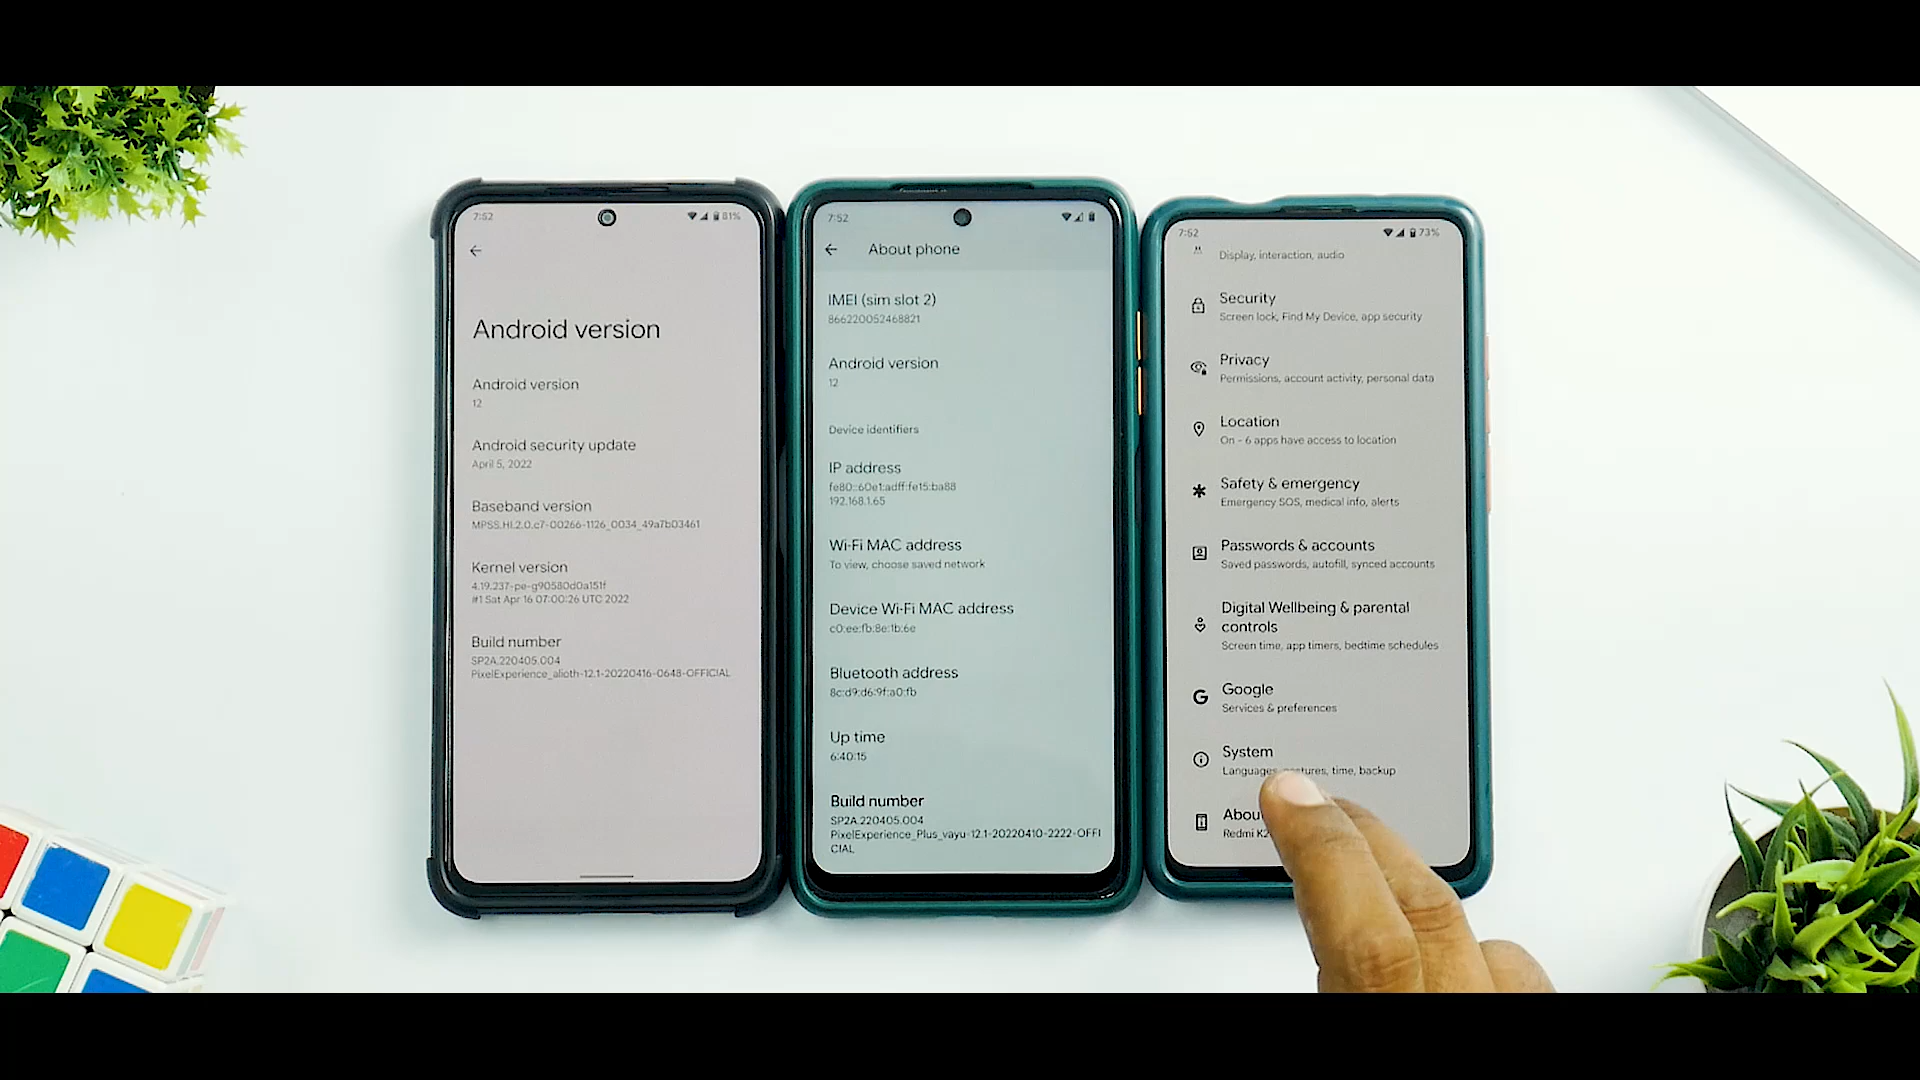 7:52
81%
Android version
Android version
12
Android security update
April 5, 2022
Baseband version
MPSS.HI.2.0.c7-00266-1126_0034_49a7b03461
Kernel version
4.19.237-pe-g90580d0a151f
#1 Sat Apr 16 07:00:26 UTC 2022
Build number
SP2A.220405.004
PixelExperience_alioth-12.1-20220416-0648-OFFICIAL
7:52
About phone
IMEI (sim slot 2)
866220052468821
Android version
12
Device identifiers
IP address
fe80::60e1:adff:fe15:ba88
192.168.1.65
Wi-Fi MAC address
To view, choose saved network
Device Wi-Fi MAC address
c0:ee:fb:8e:1b:6e
Bluetooth address
8c:d9:d6:9f:a0:fb
Up time
6:40:15
Build number
SP2A.220405.004
PixelExperience_Plus_vayu-12.1-20220410-2222-OFFI
CIAL
7:52
73%
Display, interaction, audio
Security
Screen lock, Find My Device, app security
Privacy
Permissions, account activity, personal data
Location
On - 6 apps have access to location
Safety & emergency
Emergency SOS, medical info, alerts
Passwords & accounts
Saved passwords, autofill, synced accounts
Digital Wellbeing & parental
controls
Screen time, app timers, bedtime schedules
Google
Services & preferences
System
Languages, time, backup
Redmi